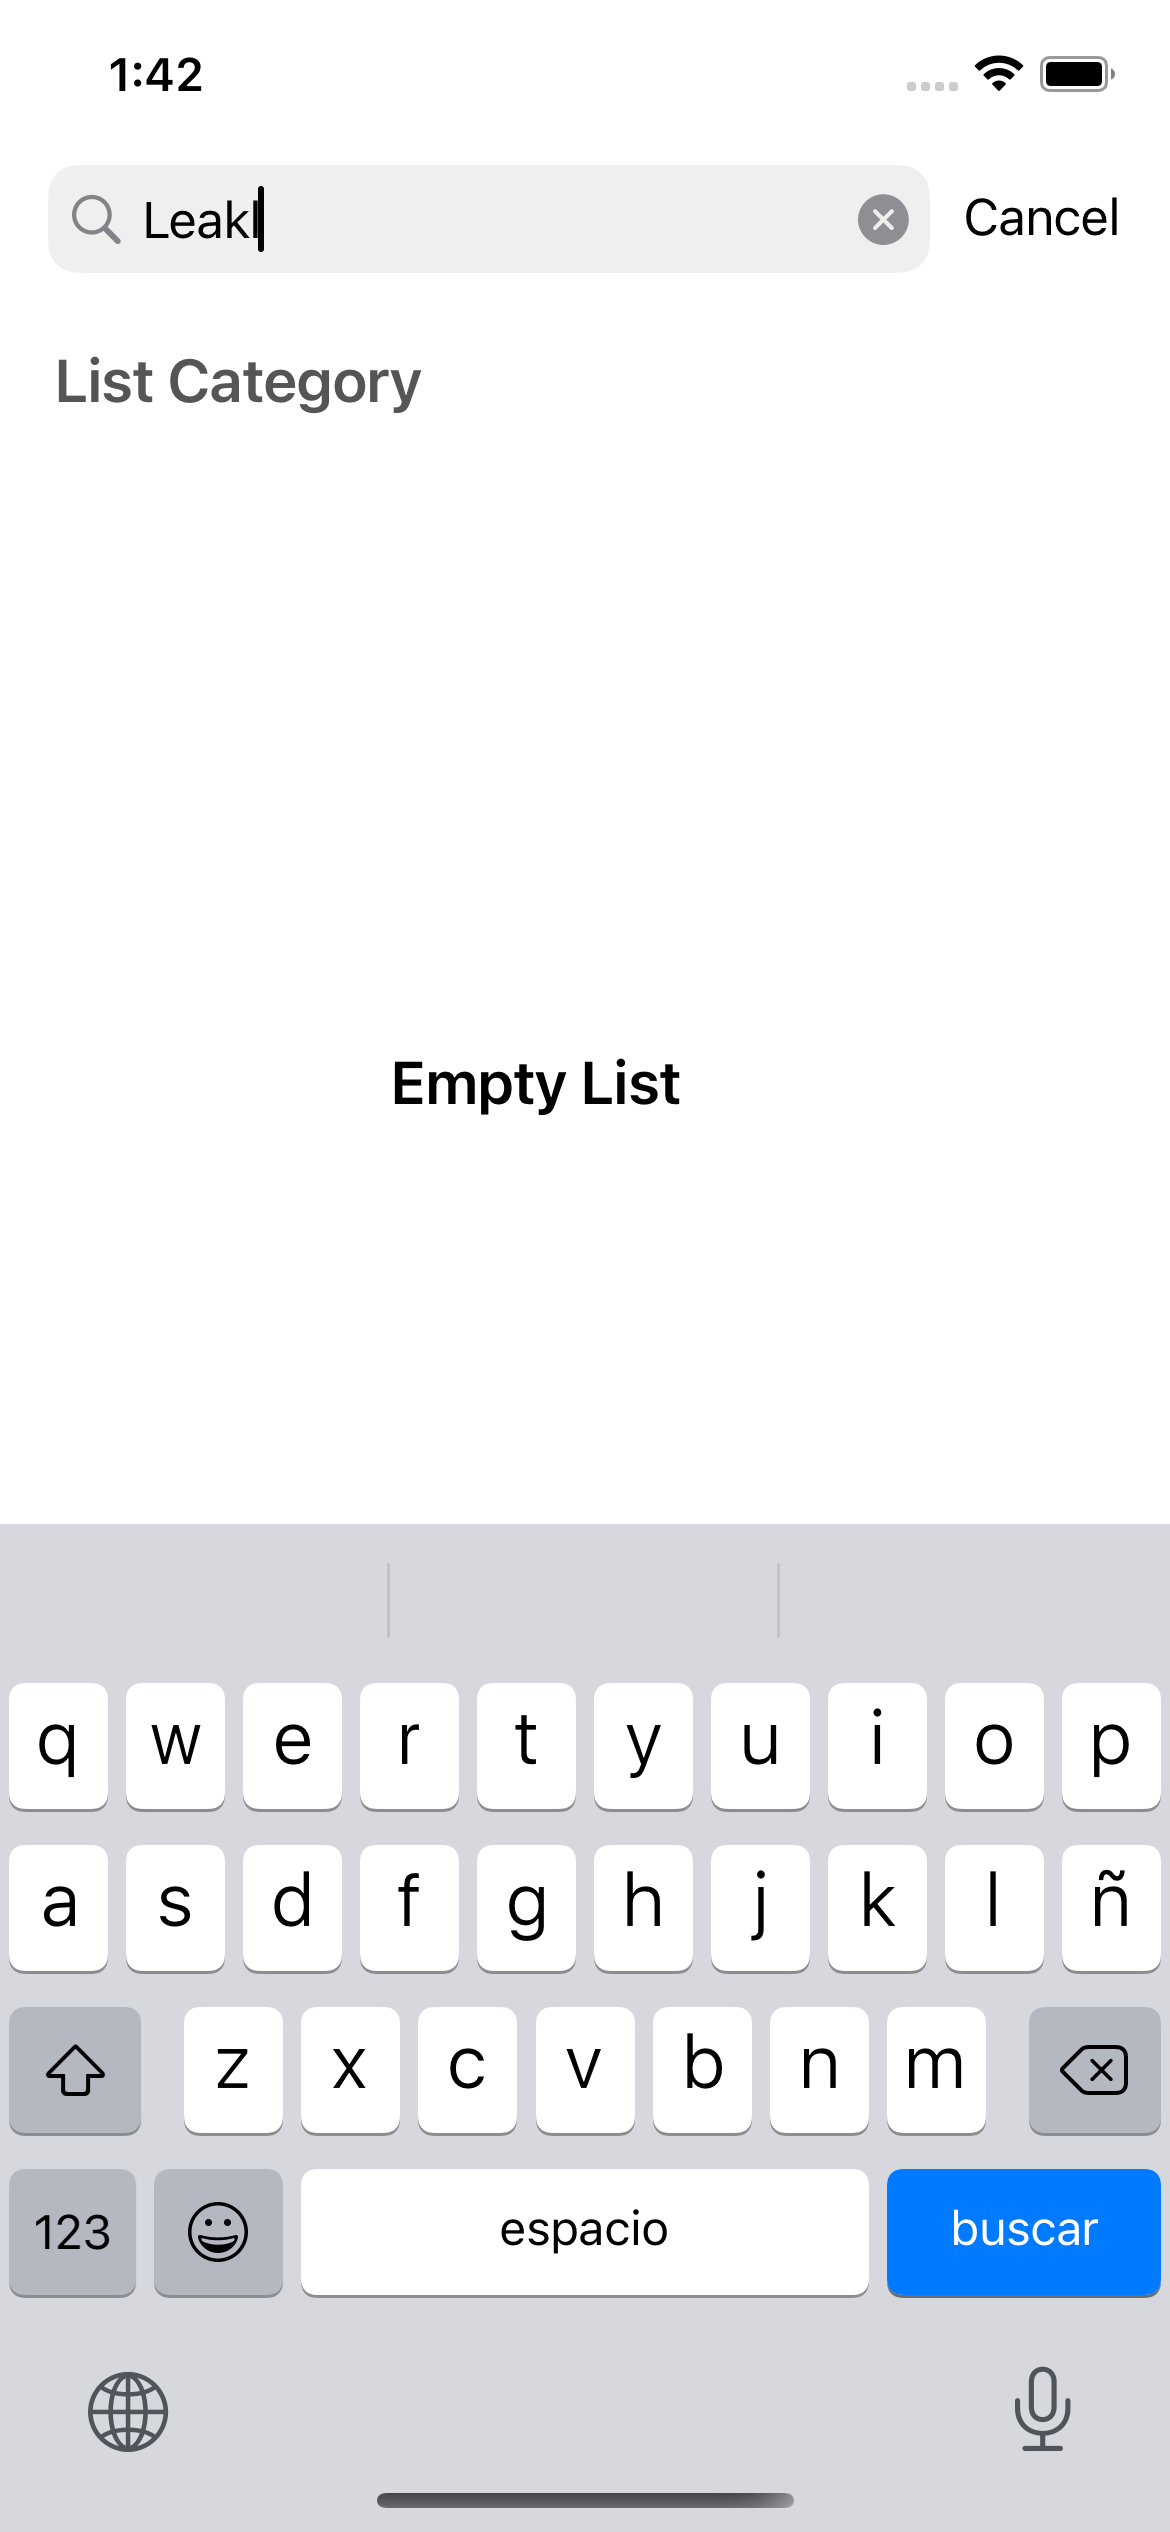 1:42
Leakl
Cancel
List Category
Empty List
q w e r t y u i o p
a s d f g h j k l ñ
z x c v b n m
123 espacio buscar